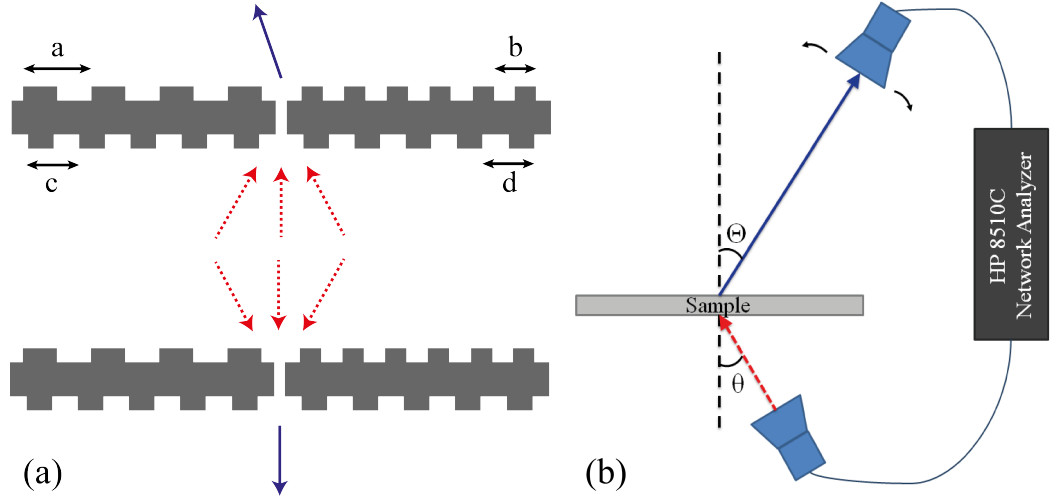 a
b
c
d
(a)
Θ
Sample
θ
HP 8510C
Network Analyzer
(b)